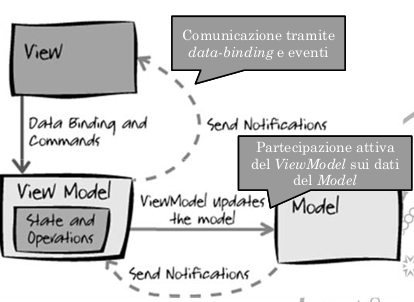 View
Comunicazione tramite
data-binding e eventi
Data Binding and
Commands
Send Notifications
Partecipazione attiva
del ViewModel sui dati
del Model
View Model
State and
Operations
ViewModel updates
the model
Model
Send Notifications